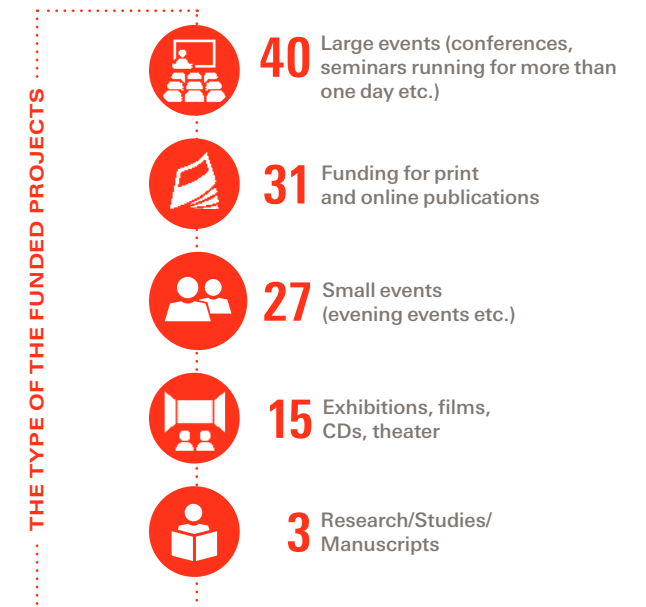 THE TYPE OF THE FUNDED PROJECTS
40 Large events (conferences,
seminars running for more than
one day etc.)
31 Funding for print
and online publications
27 Small events
(evening events etc.)
15 Exhibitions, films,
CDs, theater
3 Research/Studies/
Manuscripts